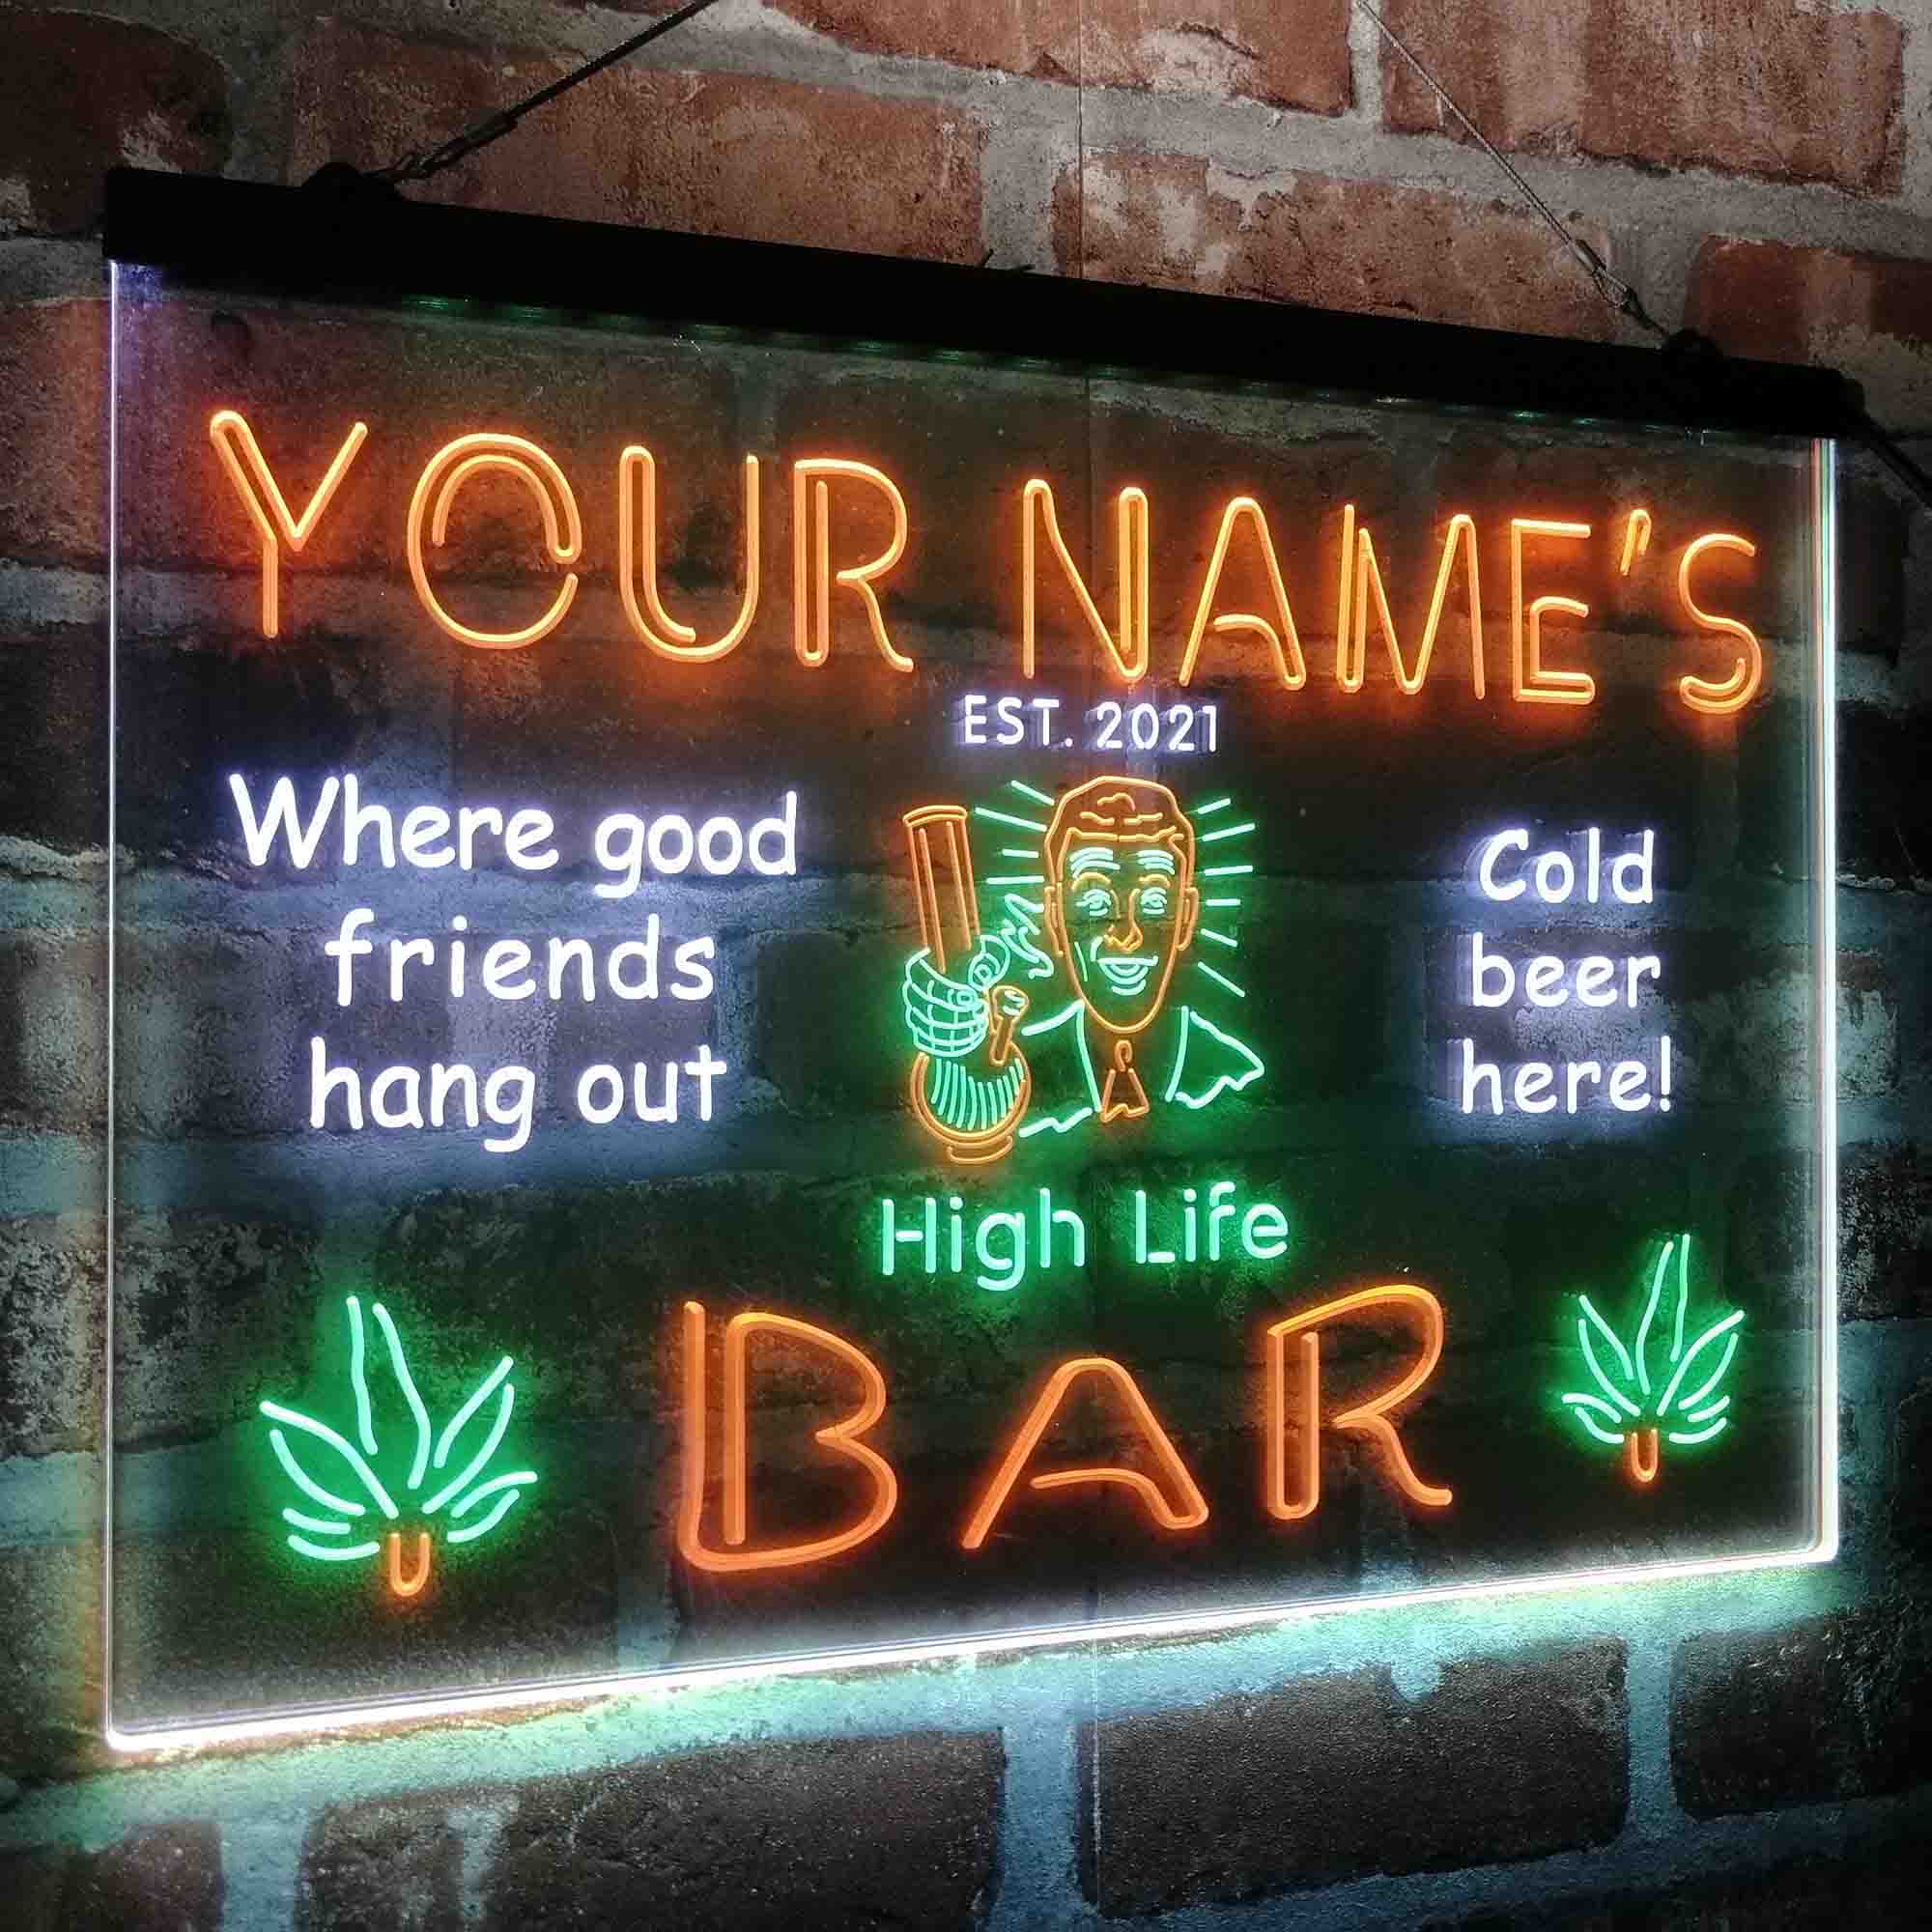 YOUR NAME'S
EST. 2021
Where good
friends
hang out
Cold
beer
here!
High Life
BAR